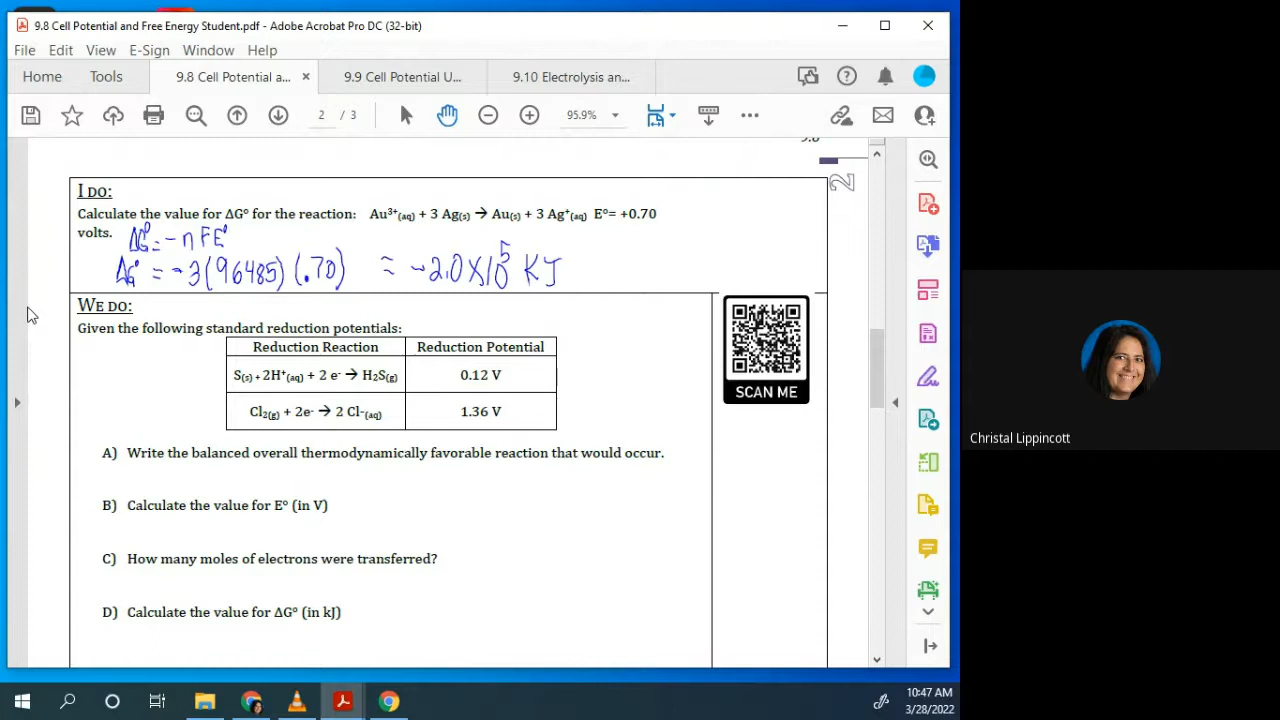 9.8 Cell Potential and Free Energy Student.pdf - Adobe Acrobat Pro DC (32-bit)
File Edit View E-Sign Window Help
Home Tools 9.8 Cell Potential a... × 9.9 Cell Potential U... 9.10 Electrolysis an...
2 / 3 95.9%
9.8
2
I DO:
Calculate the value for ΔG° for the reaction: Au³⁺(aq) + 3 Ag(s) → Au(s) + 3 Ag⁺(aq) E°= +0.70
volts.
ΔG° = -nFE°
ΔG° = -3(96485)(.70) = -2.0X10⁵ KJ
WE DO:
Given the following standard reduction potentials:
Reduction Reaction Reduction Potential
S(s) + 2H⁺(aq) + 2 e⁻ → H₂S(g) 0.12 V
Cl₂(g) + 2e⁻ → 2 Cl⁻(aq) 1.36 V
SCAN ME
A) Write the balanced overall thermodynamically favorable reaction that would occur.
B) Calculate the value for E° (in V)
C) How many moles of electrons were transferred?
D) Calculate the value for ΔG° (in kJ)
Christal Lippincott
10:47 AM
3/28/2022